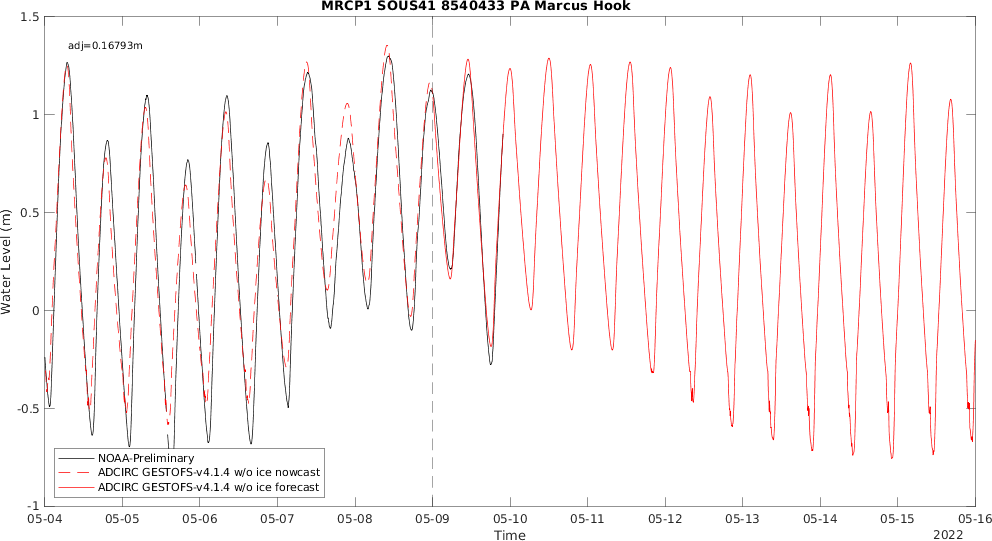 MRCP1 SOUS41 8540433 PA Marcus Hook
1.5
adj=0.16793m
1
0.5
0
-0.5
-1
Water Level (m)
NOAA-Preliminary
ADCIRC GESTOFS-v4.1.4 w/o ice nowcast
ADCIRC GESTOFS-v4.1.4 w/o ice forecast
05-04 05-05 05-06 05-07 05-08 05-09 05-10 05-11 05-12 05-13 05-14 05-15 05-16
Time
2022